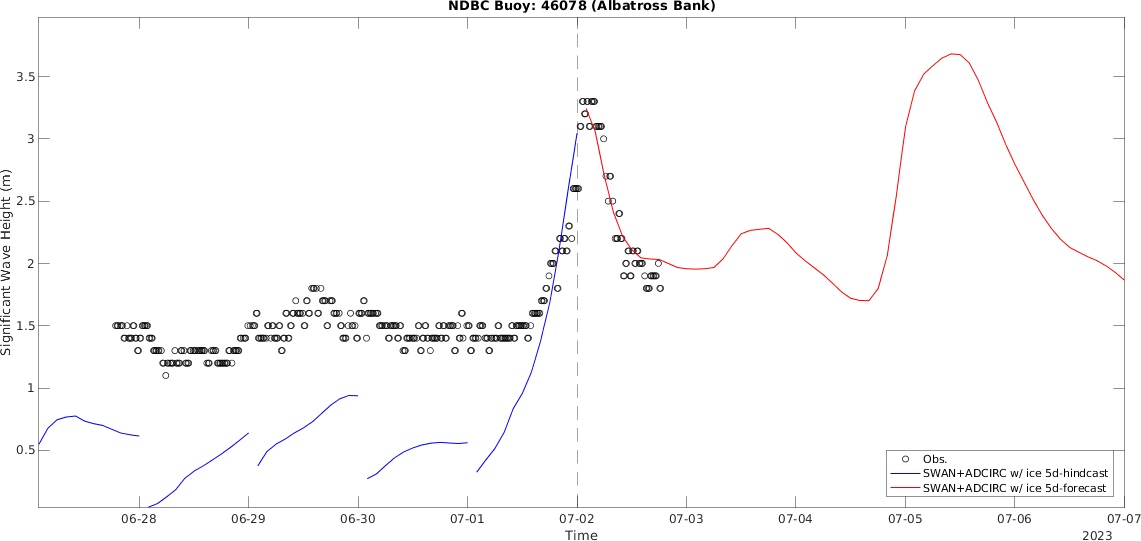 NDBC Buoy: 46078 (Albatross Bank)
Significant Wave Height (m)
3.5
3
2.5
2
1.5
1
0.5
Obs.
SWAN+ADCIRC w/ ice 5d-hindcast
SWAN+ADCIRC w/ ice 5d-forecast
06-28 06-29 06-30 07-01 07-02 07-03 07-04 07-05 07-06 07-07
Time
2023